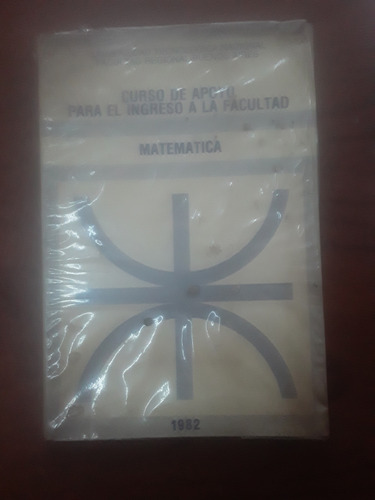 CURSO DE APOYO
PARA EL INGRESO A LA FACULTAD
MATEMATICA
1982